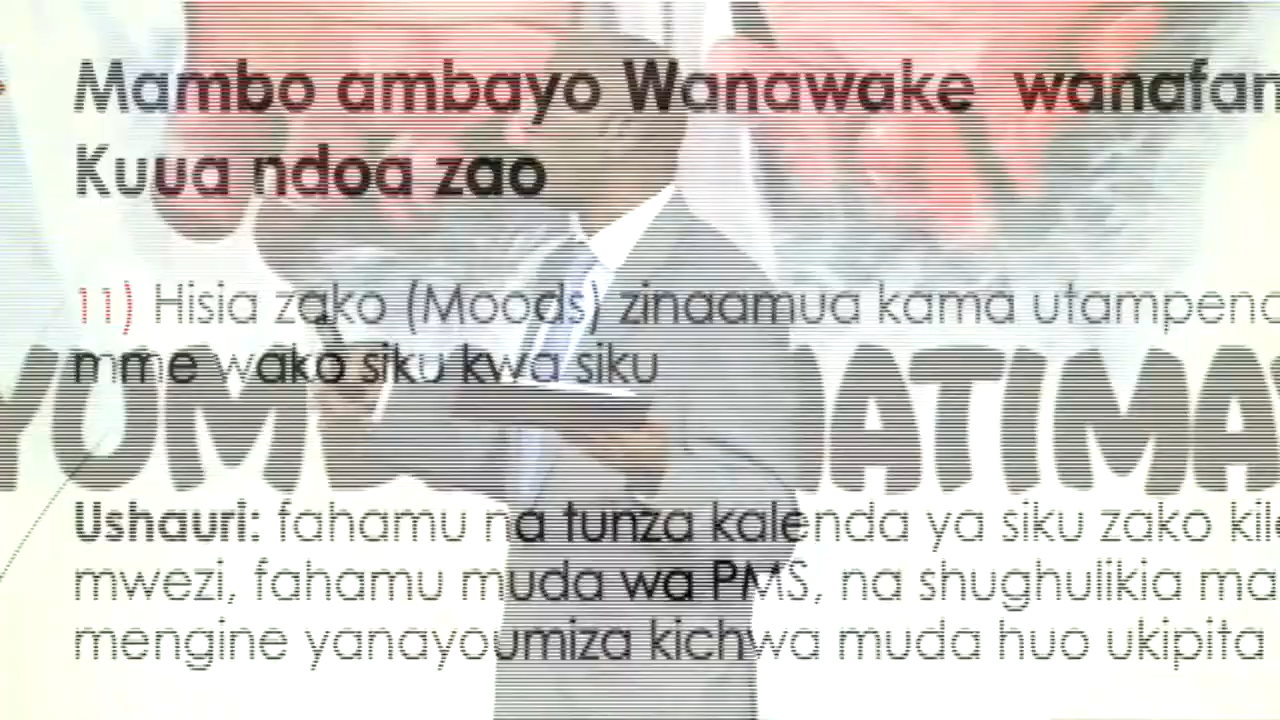 Mambo ambayo Wanawake wanafan
Kuua ndoa zao
11) Hisia zako (Moods) zinaamua kama utampend
mme wako siku kwa siku
Ushauri: fahamu na tunza kalenda ya siku zako kil
mwezi, fahamu muda wa PMS, na shughulikia ma
mengine yanayoumiza kichwa muda huo ukipita